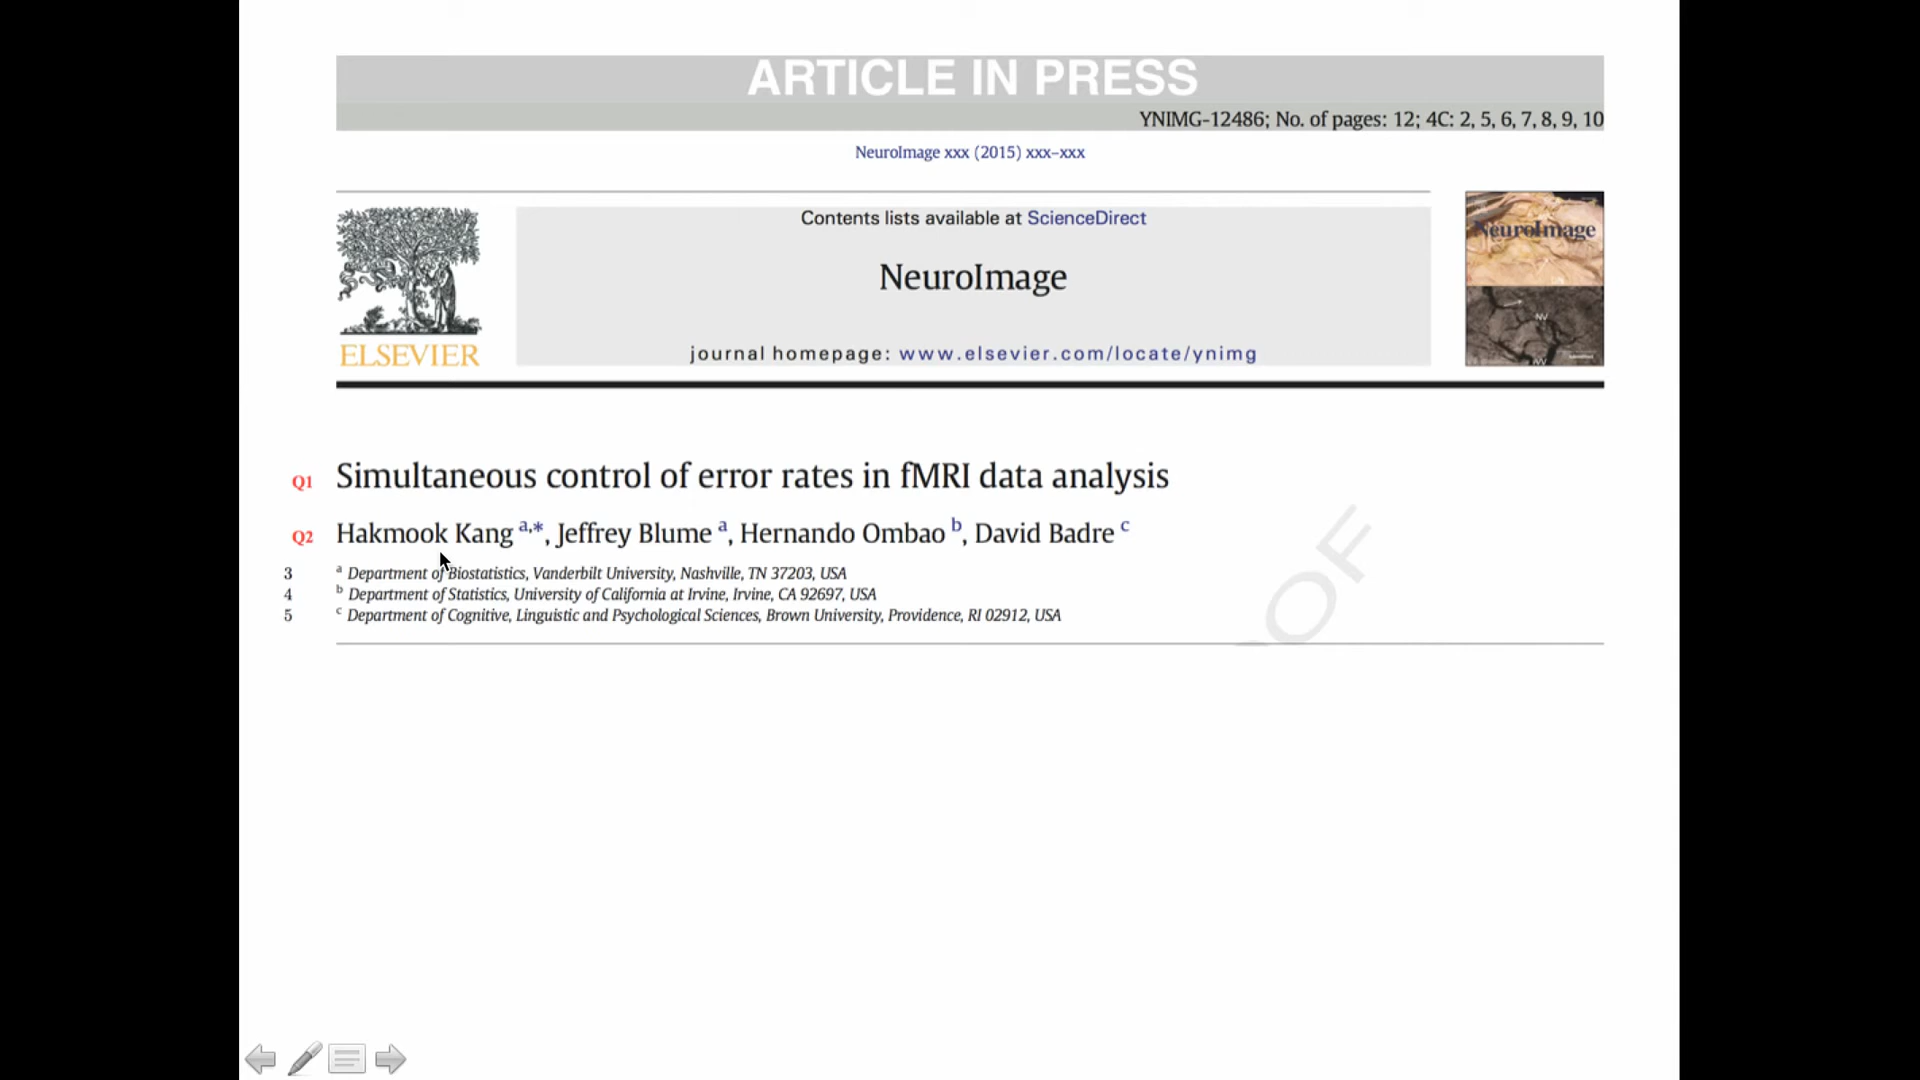 ARTICLE IN PRESS
YNIMG-12486; No. of pages: 12; 4C: 2, 5, 6, 7, 8, 9, 10
NeuroImage xxx (2015) xxx–xxx
Contents lists available at ScienceDirect
NeuroImage
journal homepage: www.elsevier.com/locate/ynimg
ELSEVIER
NeuroImage
NV
WV
Q1 Simultaneous control of error rates in fMRI data analysis
Q2 Hakmook Kang a,*, Jeffrey Blume a, Hernando Ombao b, David Badre c
3 a Department of Biostatistics, Vanderbilt University, Nashville, TN 37203, USA
4 b Department of Statistics, University of California at Irvine, Irvine, CA 92697, USA
5 c Department of Cognitive, Linguistic and Psychological Sciences, Brown University, Providence, RI 02912, USA
OOF